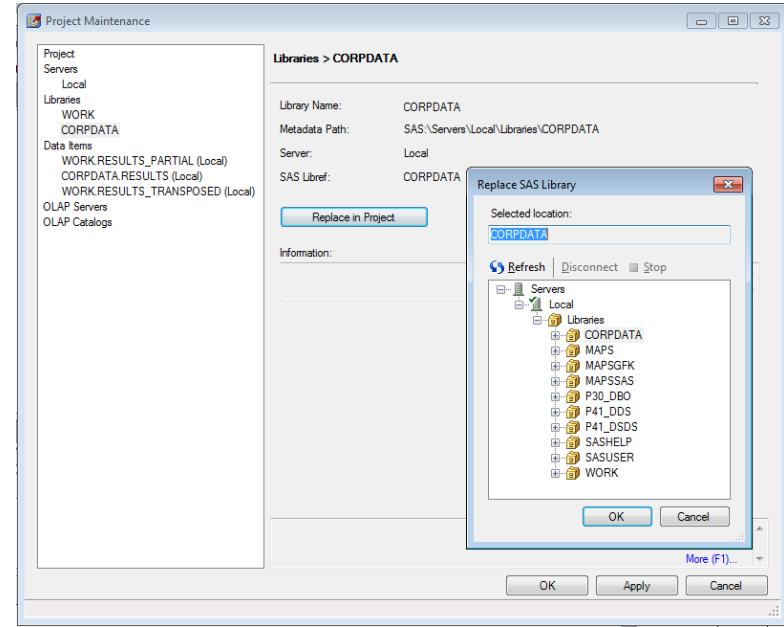 Project Maintenance
Project
Servers
Local
Libraries
WORK
CORPDATA
Data Items
WORK.RESULTS_PARTIAL (Local)
CORPDATA.RESULTS (Local)
WORK.RESULTS_TRANSPOSED (Local)
OLAP Servers
OLAP Catalogs
Libraries > CORPDATA
Library Name: CORPDATA
Metadata Path: SAS:\Servers\Local\Libraries\CORPDATA
Server: Local
SAS Libref: CORPDATA
Replace in Project
Information:
Replace SAS Library
Selected location:
CORPDATA
Refresh Disconnect Stop
Servers
Local
Libraries
CORPDATA
MAPS
MAPSGFK
MAPSSAS
P30_DBO
P41_DDS
P41_DSDS
SASHELP
SASUSER
WORK
OK Cancel
More (F1)...
OK Apply Cancel